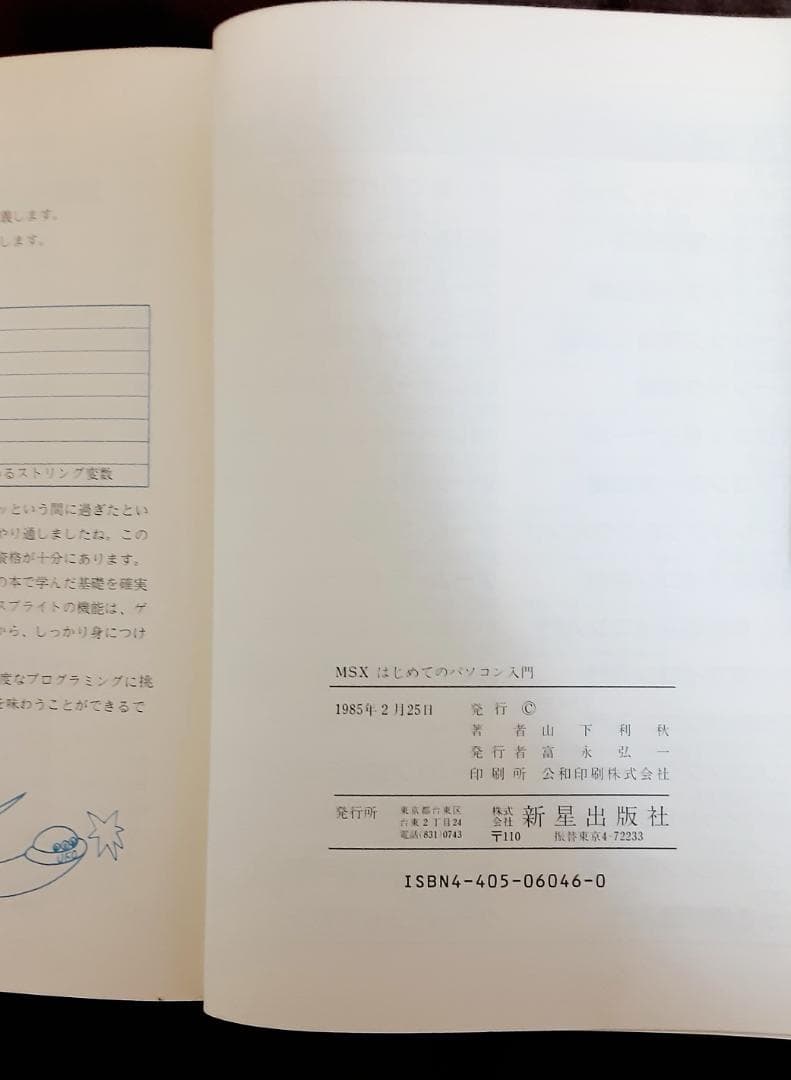 義します。
します。
るストリング変数
ッという間に過ぎたとい
やり通しましたね。この
資格が十分にあります。
の本で学んだ基礎を確実
スプライトの機能は、ゲ
から、しっかり身につけ
度なプログラミングに挑
を味わうことができるで
UFO
MSX はじめてのパソコン入門
1985年2月25日 発行 ©
著者 山下利秋
発行者 富永弘一
印刷所 公和印刷株式会社
発行所 東京都台東区 株式会社 新星出版社
台東2丁目24
電話(831)0743 〒110 振替東京4-72233
ISBN4-405-06046-0